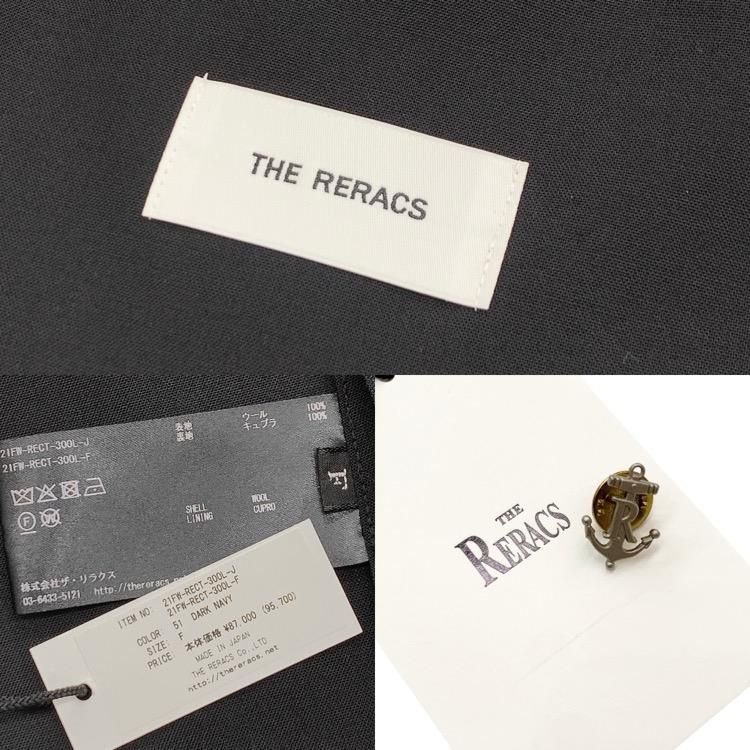 THE RERACS
21FW-RECT-300L-J
21FW-RECT-300L-F
表地
裏地
ウール 100%
キュプラ 100%
SHELL WOOL
LINING CUPRO
F
株式会社ザ・リラクス http://thereracs
03-6433-5121
ITEM NO: 21FW-RECT-300L-J
21FW-RECT-300L-F
COLOR: 51 DARK NAVY
SIZE: F
PRICE: 本体価格 ¥87,000 (95,700)
MADE IN JAPAN
THE RERACS Co.,LTD
http://thereracs.net
THE
RERACS
R